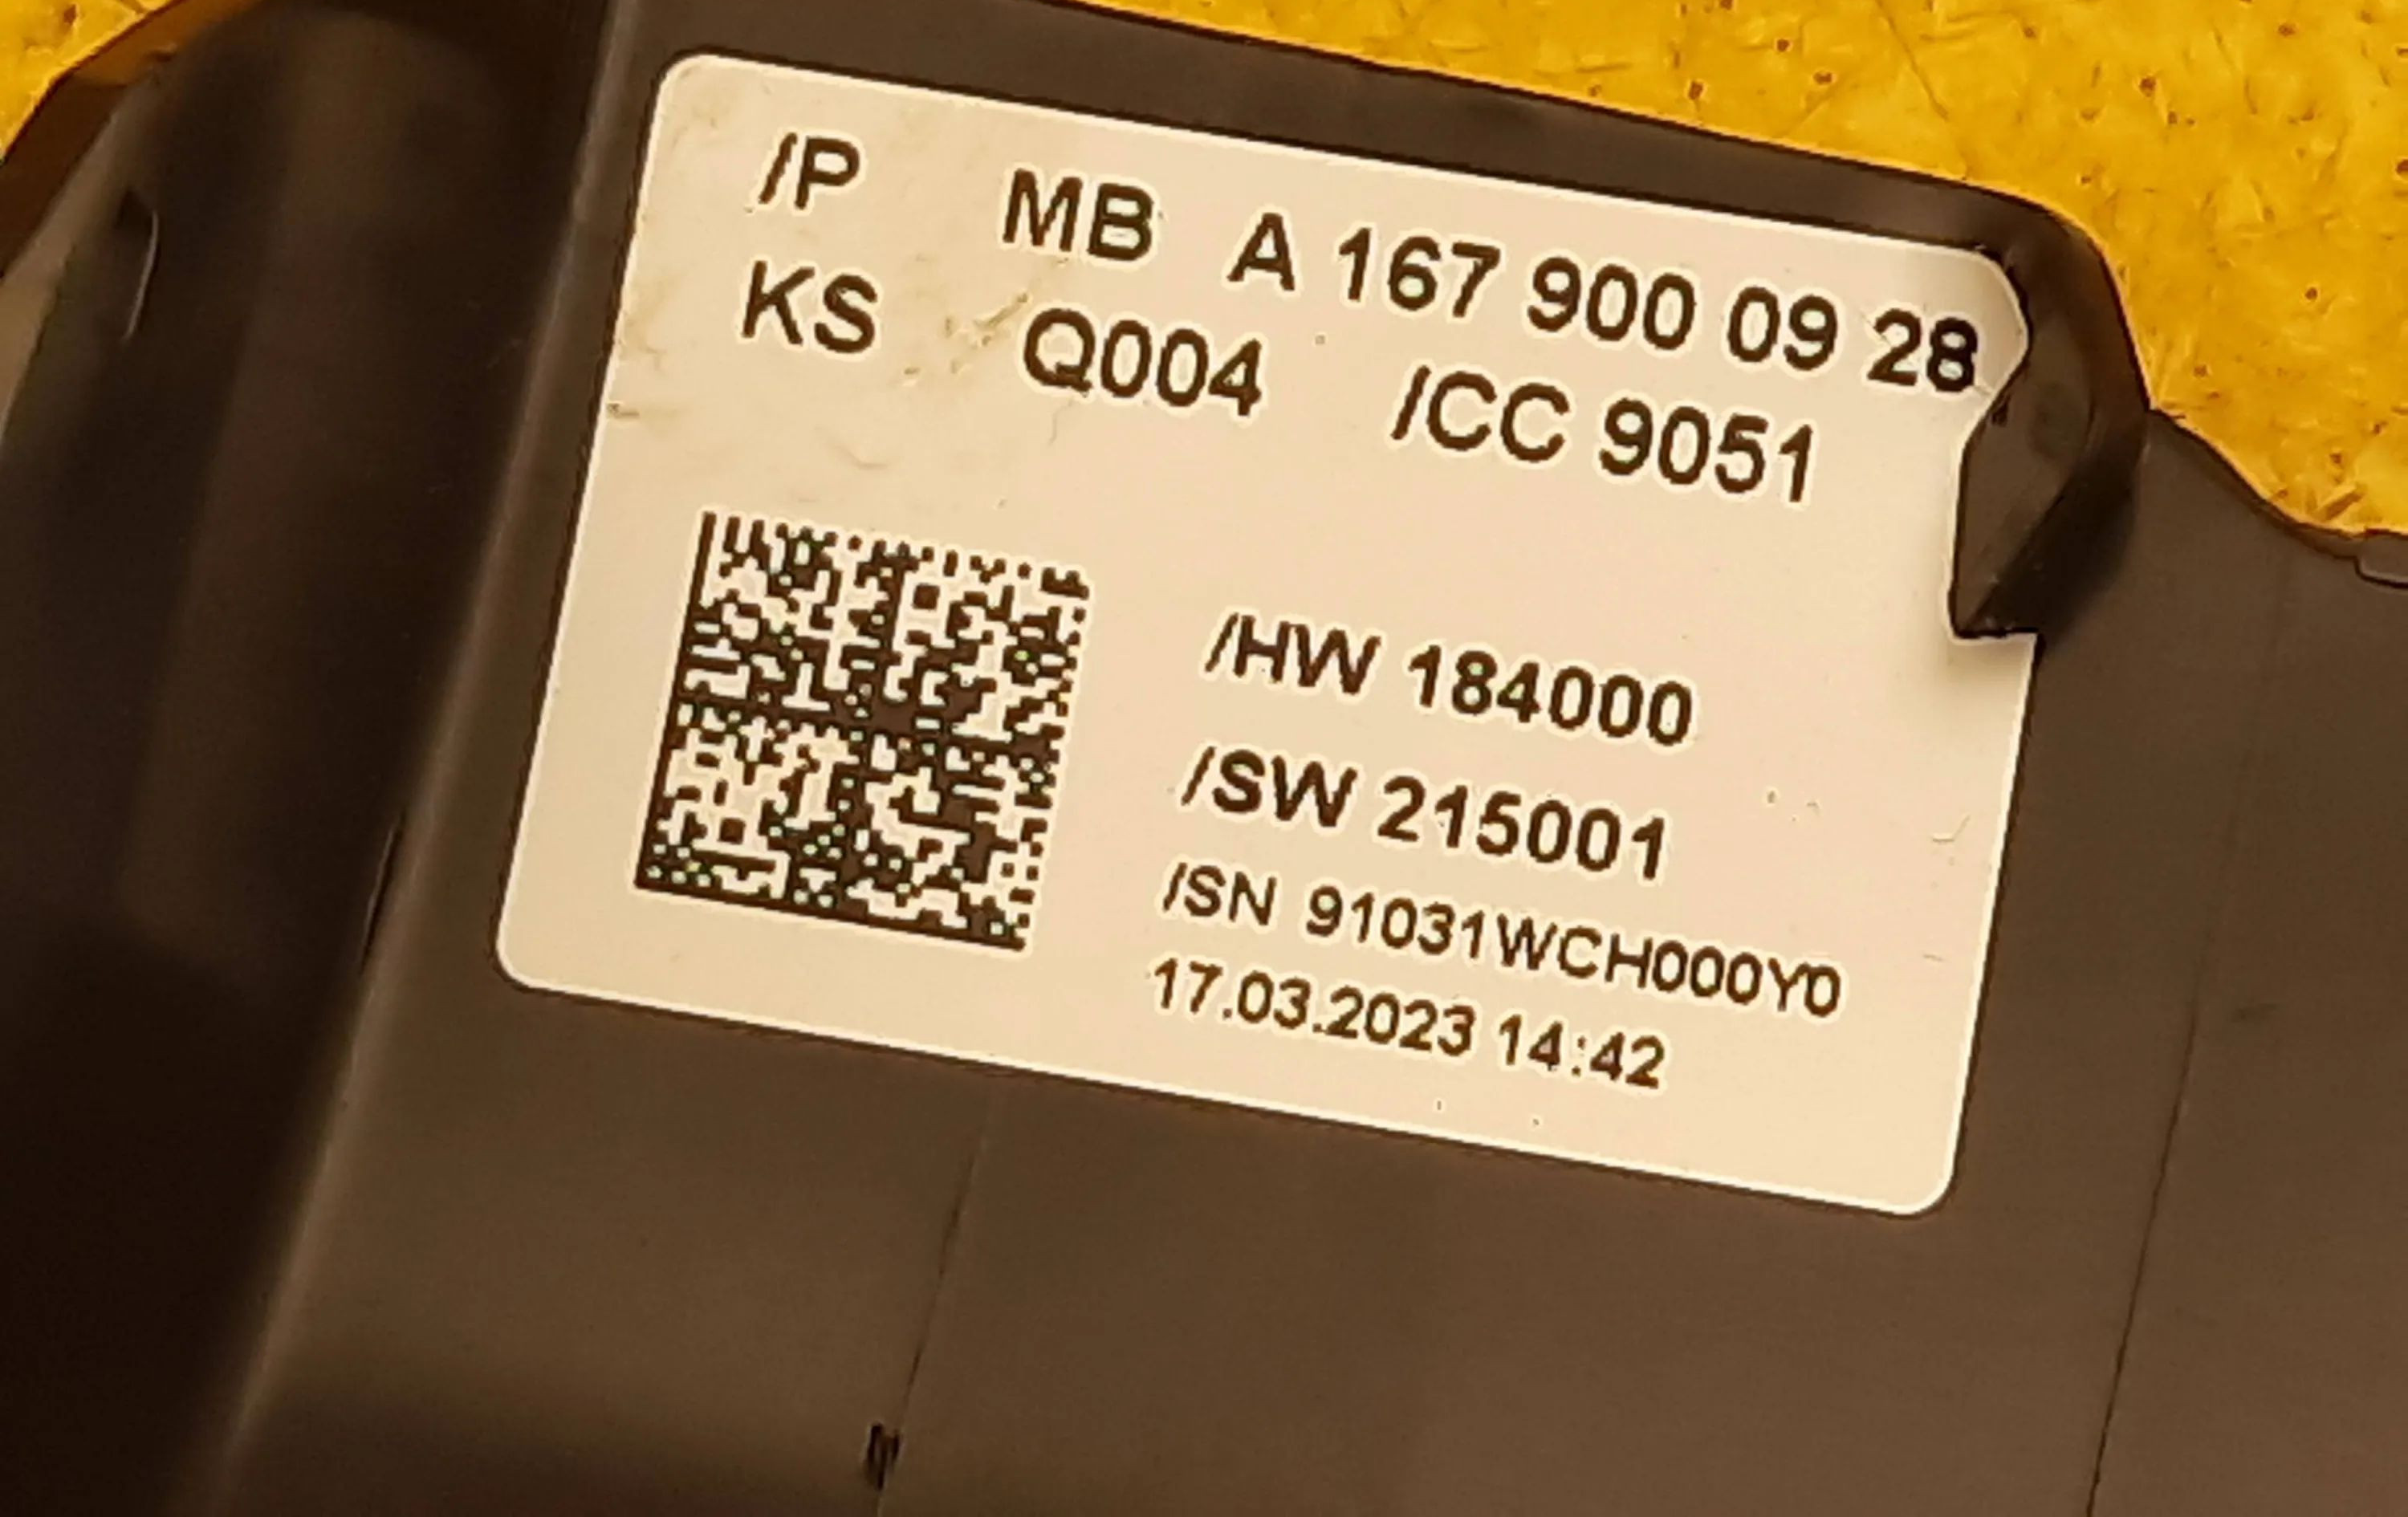 /P MB A 167 900 09 28
KS Q004 /CC 9051
/HW 184000
/SW 215001
/SN 91031WCH000Y0
17.03.2023 14:42